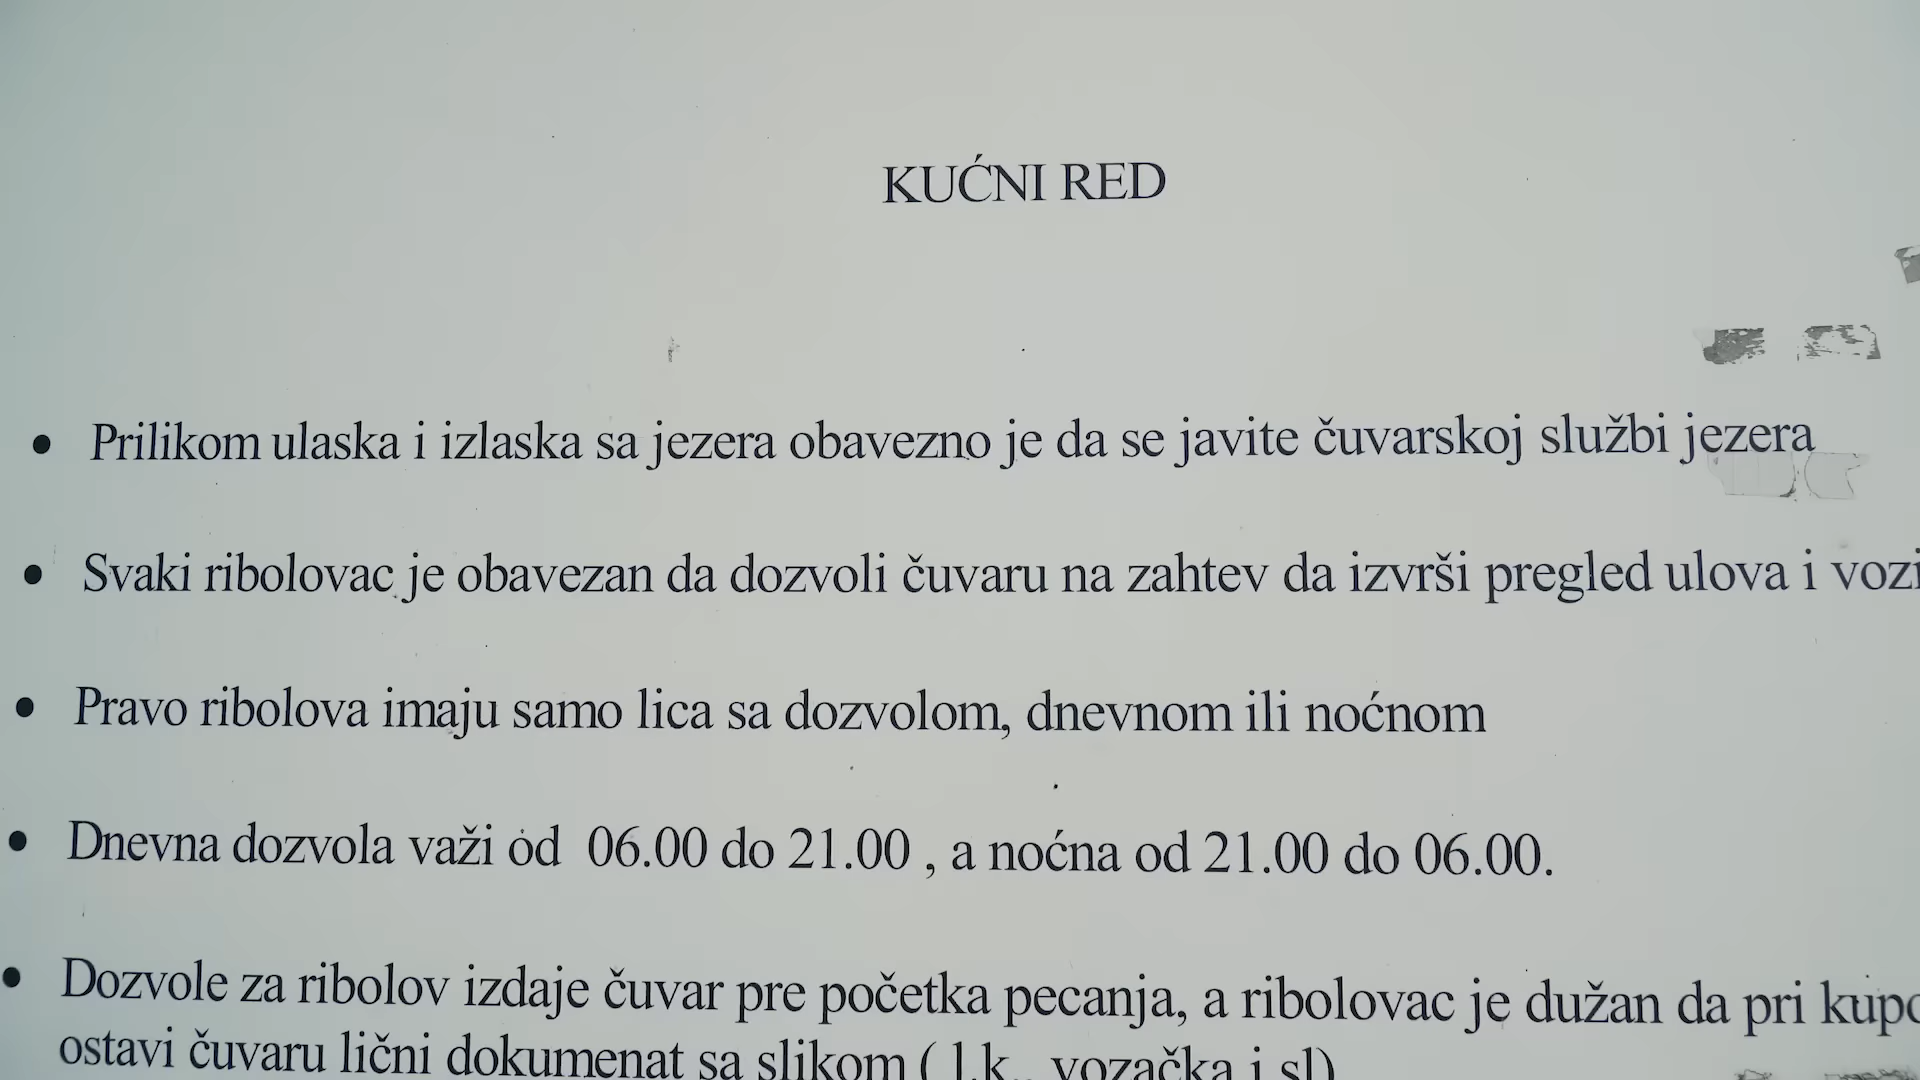 KUĆNI RED
• Prilikom ulaska i izlaska sa jezera obavezno je da se javite čuvarskoj službi jezera
• Svaki ribolovac je obavezan da dozvoli čuvaru na zahtev da izvrši pregled ulova i
• Pravo ribolova imaju samo lica sa dozvolom, dnevnom ili noćnom
• Dnevna dozvola važi od 06.00 do 21.00 , a noćna od 21.00 do 06.00.
• Dozvole za ribolov izdaje čuvar pre početka pecanja, a ribolovac je dužan da pri
ostavi čuvaru lični dokumenat sa slikom ( l.k., vozačka i sl)